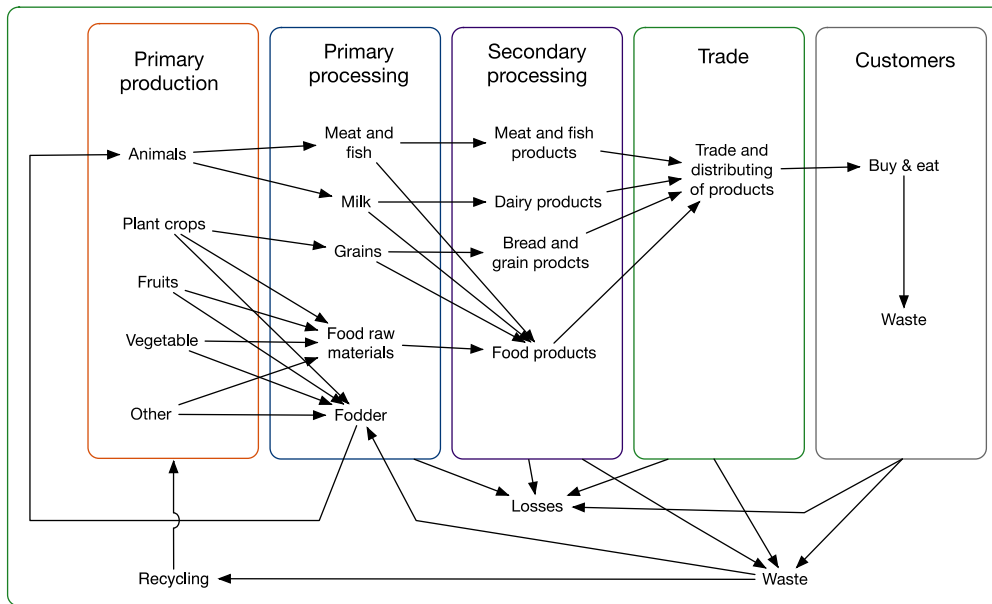 Primary
production
Primary
processing
Secondary
processing
Trade
Customers
Animals
Plant crops
Fruits
Vegetable
Other
Meat and
fish
Milk
Grains
Food raw
materials
Fodder
Meat and fish
products
Dairy products
Bread and
grain prodcts
Food products
Trade and
distributing
of products
Buy & eat
Waste
Losses
Recycling
Waste